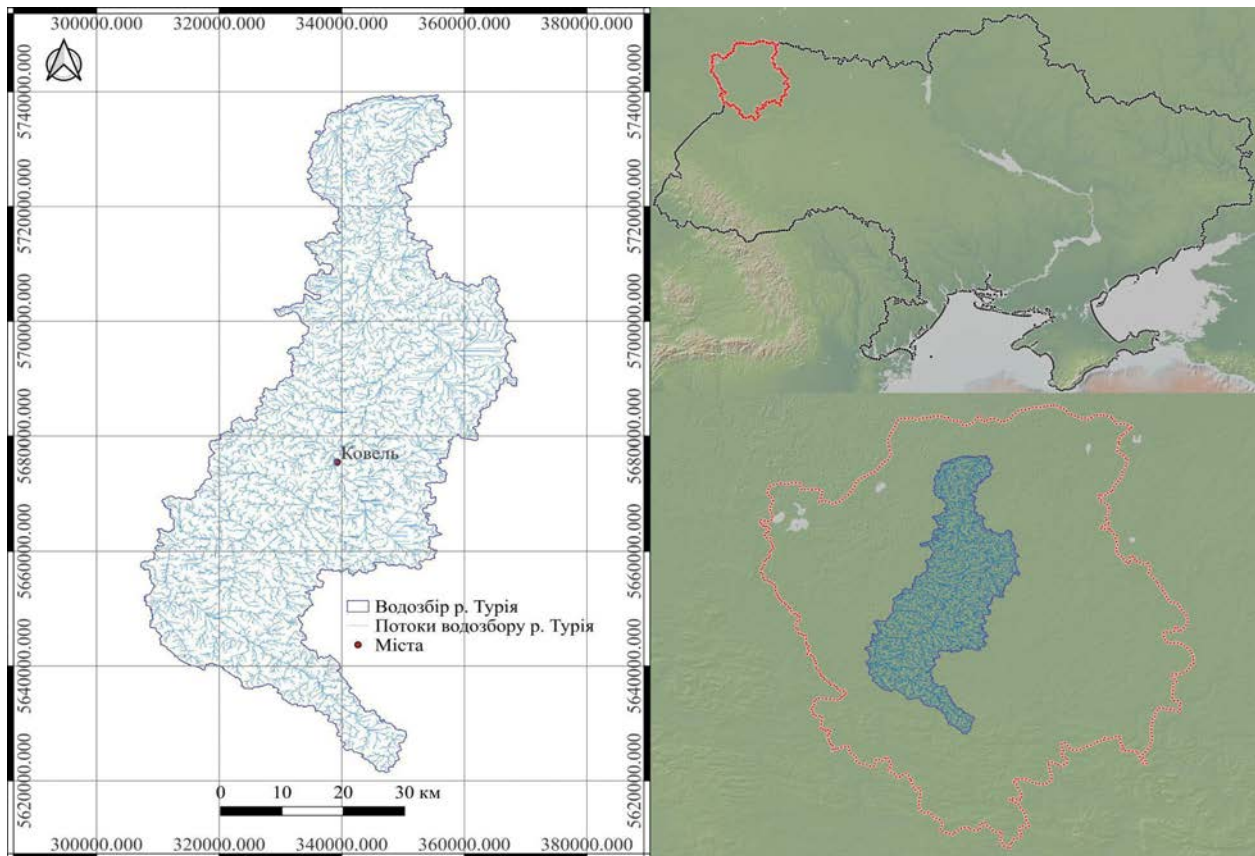 300000.000 320000.000 340000.000 360000.000 380000.000
5740000.000 5740000.000
5720000.000 5720000.000
5700000.000 5700000.000
5680000.000 5680000.000
Ковель
5660000.000 5660000.000
Водозбір р. Турія
Потоки водозбору р. Турія
Міста
5640000.000 5640000.000
5620000.000 5620000.000
0 10 20 30 км
300000.000 320000.000 340000.000 360000.000 380000.000